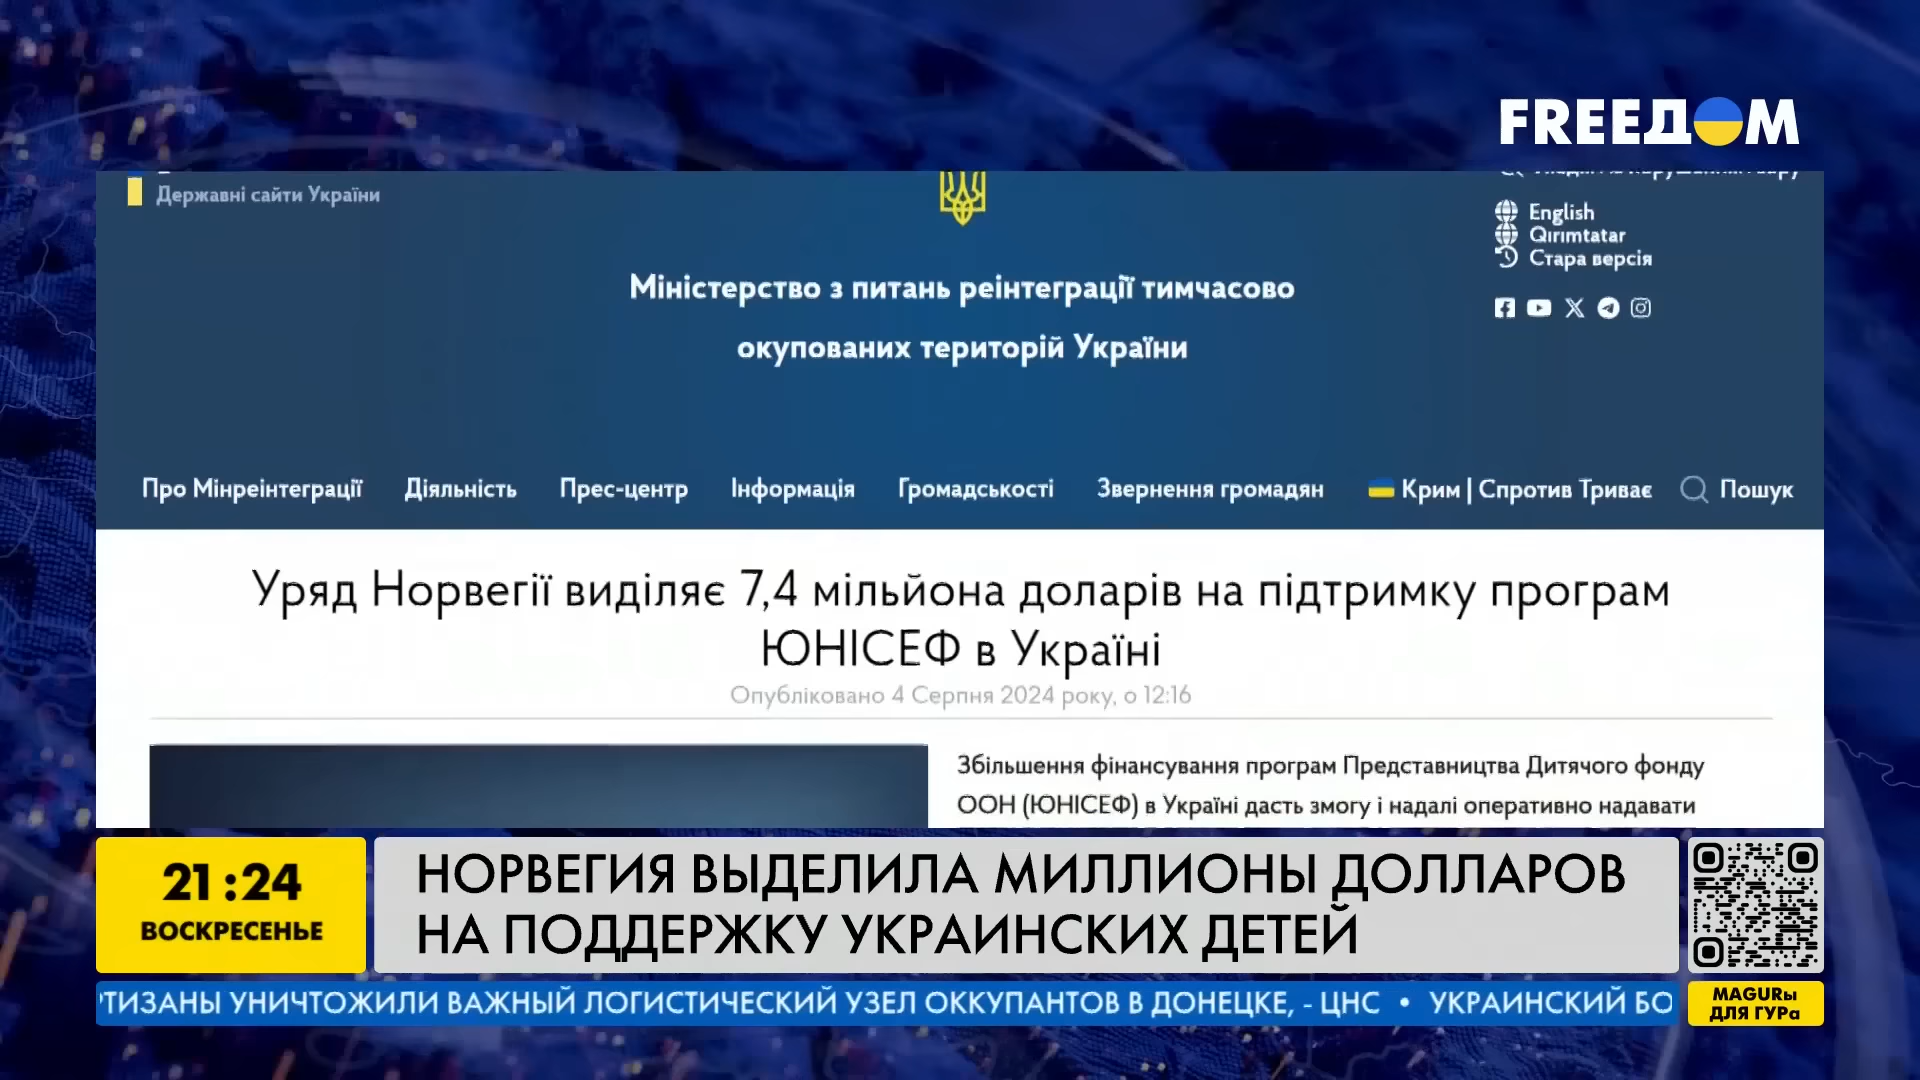 FREEДOM
Державні сайти України
English
Qırımtatar
Стара версія
Міністерство з питань реінтеграції тимчасово
окупованих територій України
Про Мінреінтеграції Діяльність Прес-центр Інформація Громадськості Звернення громадян Крим | Спротив Триває Пошук
Уряд Норвегії виділяє 7,4 мільйона доларів на підтримку програм
ЮНІСЕФ в Україні
Опубліковано 4 Серпня 2024 року, о 12:16
Збільшення фінансування програм Представництва Дитячого фонду
ООН (ЮНІСЕФ) в Україні дасть змогу і надалі оперативно надавати
21:24
ВОСКРЕСЕНЬЕ
НОРВЕГИЯ ВЫДЕЛИЛА МИЛЛИОНЫ ДОЛЛАРОВ
НА ПОДДЕРЖКУ УКРАИНСКИХ ДЕТЕЙ
РТИЗАНЫ УНИЧТОЖИЛИ ВАЖНЫЙ ЛОГИСТИЧЕСКИЙ УЗЕЛ ОККУПАНТОВ В ДОНЕЦКЕ, - ЦНС • УКРАИНСКИЙ БО
MAGURы
ДЛЯ ГУРа